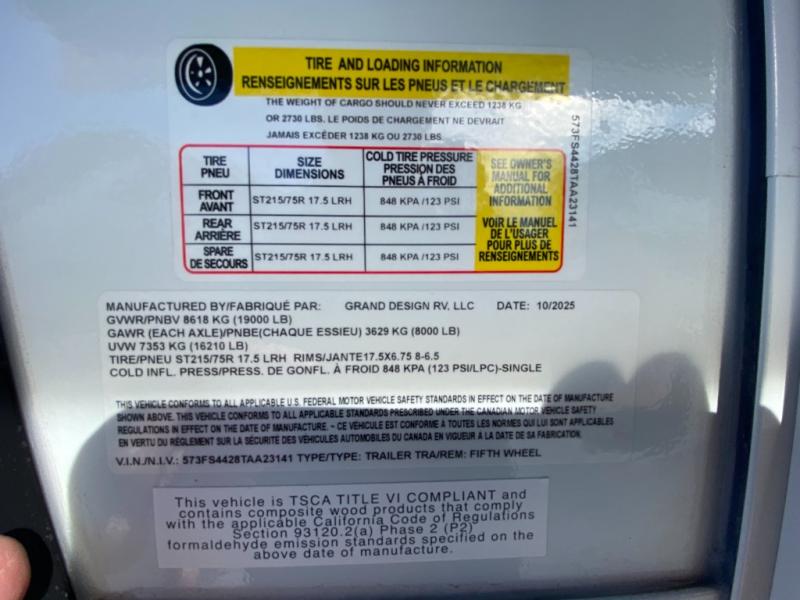 TIRE AND LOADING INFORMATION
RENSEIGNEMENTS SUR LES PNEUS ET LE CHARGEMENT
THE WEIGHT OF CARGO SHOULD NEVER EXCEED 1238 KG
OR 2730 LBS. LE POIDS DE CHARGEMENT NE DEVRAIT
JAMAIS EXCÉDER 1238 KG OU 2730 LBS.
TIRE
PNEU
SIZE
DIMENSIONS
COLD TIRE PRESSURE
PRESSION DES
PNEUS À FROID
FRONT
AVANT
ST215/75R 17.5 LRH
848 KPA /123 PSI
REAR
ARRIÈRE
ST215/75R 17.5 LRH
848 KPA /123 PSI
SPARE
DE SECOURS
ST215/75R 17.5 LRH
848 KPA /123 PSI
SEE OWNER'S
MANUAL FOR
ADDITIONAL
INFORMATION
VOIR LE MANUEL
DE L'USAGER
POUR PLUS DE
RENSEIGNEMENTS
573FS4428TAA23141
MANUFACTURED BY/FABRIQUÉ PAR: GRAND DESIGN RV, LLC DATE: 10/2025
GVWR/PNBV 8618 KG (19000 LB)
GAWR (EACH AXLE)/PNBE(CHAQUE ESSIEU) 3629 KG (8000 LB)
UVW 7353 KG (16210 LB)
TIRE/PNEU ST215/75R 17.5 LRH RIMS/JANTE17.5X6.75 8-6.5
COLD INFL. PRESS/PRESS. DE GONFL. À FROID 848 KPA (123 PSI/LPC)-SINGLE
THIS VEHICLE CONFORMS TO ALL APPLICABLE U.S. FEDERAL MOTOR VEHICLE SAFETY STANDARDS IN EFFECT ON THE DATE OF MANUFACTURE
SHOWN ABOVE. THIS VEHICLE CONFORMS TO ALL APPLICABLE STANDARDS PRESCRIBED UNDER THE CANADIAN MOTOR VEHICLE SAFETY
REGULATIONS IN EFFECT ON THE DATE OF MANUFACTURE. - CE VEHICULE EST CONFORME À TOUTES LES NORMES QUI LUI SONT APPLICABLES
EN VERTU DU RÈGLEMENT SUR LA SÉCURITÉ DES VÉHICULES AUTOMOBILES DU CANADA EN VIGUEUR À LA DATE DE SA FABRICATION.
V.I.N./N.I.V.: 573FS4428TAA23141 TYPE/TYPE: TRAILER TRA/REM: FIFTH WHEEL
This vehicle is TSCA TITLE VI COMPLIANT and
contains composite wood products that comply
with the applicable California Code of Regulations
Section 93120.2(a) Phase 2 (P2)
formaldehyde emission standards specified on the
above date of manufacture.